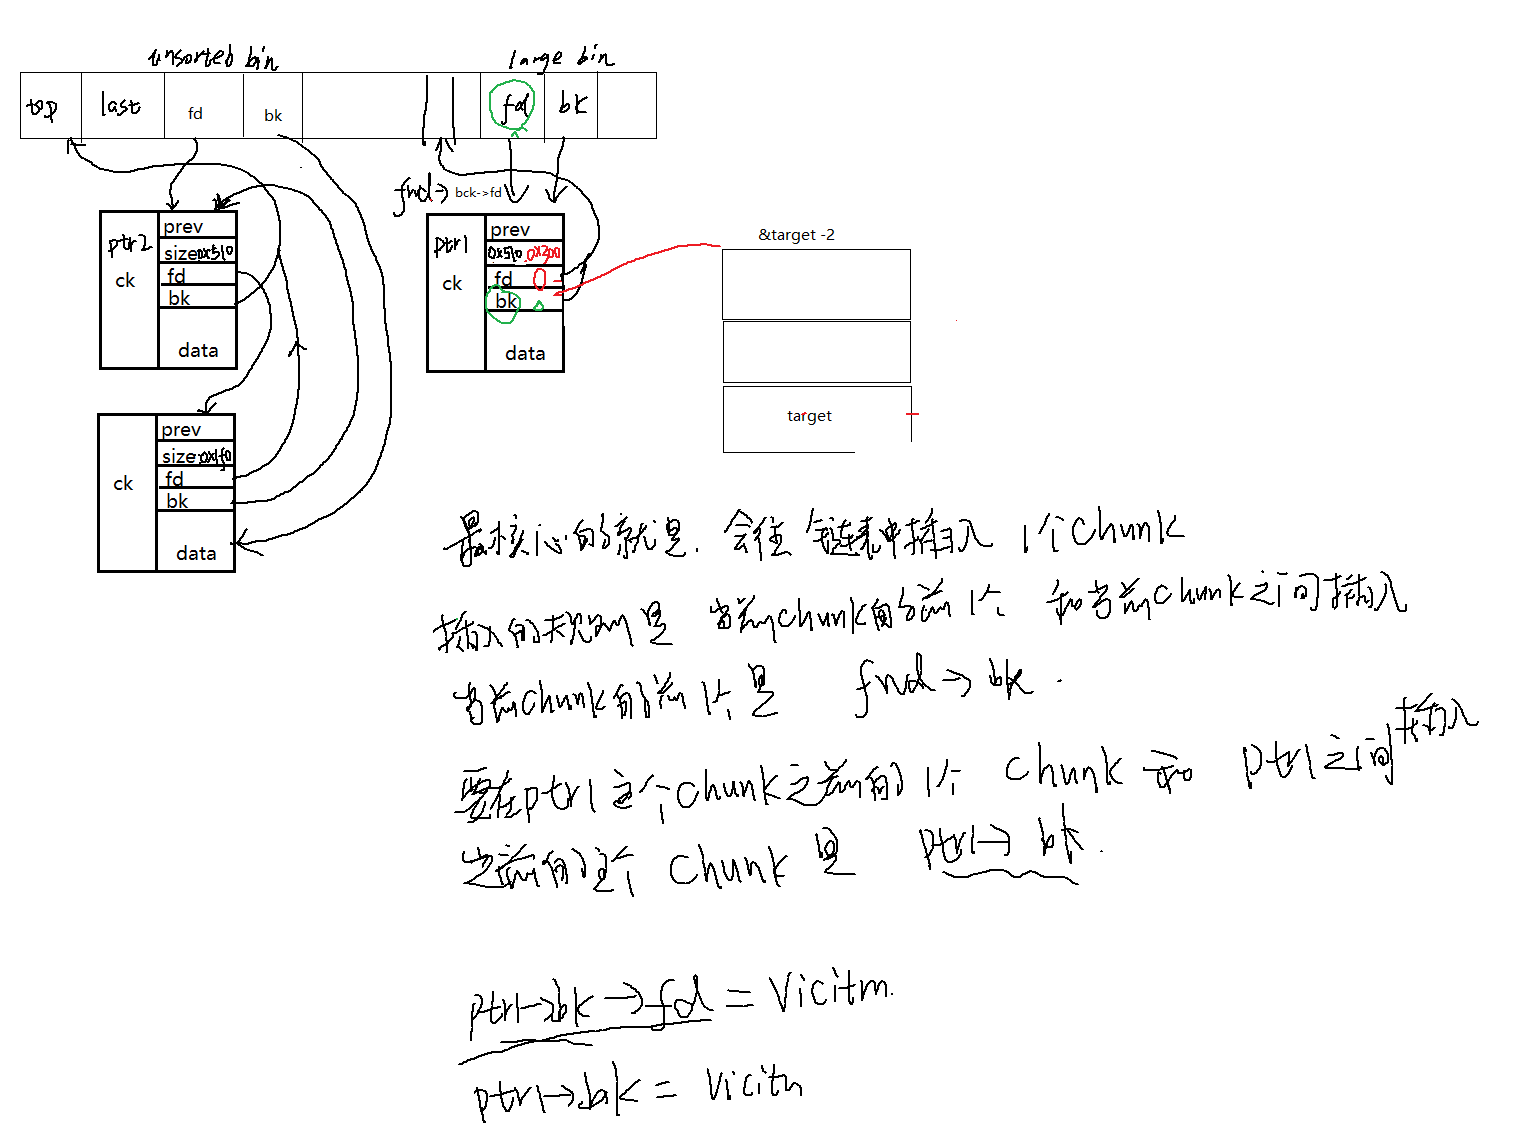 unsorted bin
large bin
top last fd bk fd bk
fnd→ bck->fd
ptr2
ck
prev
size 0x510
fd
bk
data
ptr1
ck
prev
0x510 0x300
fd 0
bk
data
&target -2
target
ck
prev
size 0x1f0
fd
bk
data
最核心的就是. 会往 链表中插入 1个chunk
插入的规则是 当前chunk的前1个 和当前chunk之间插入
当前chunk的前1个是 fnd→bk.
要在ptr1这个chunk之前的1个 chunk 和 ptr1之间插入
之前的这个 chunk 是 ptr1→bk.
ptr1→bk→fd = Vicitm.
ptr1→bk = Vicitm